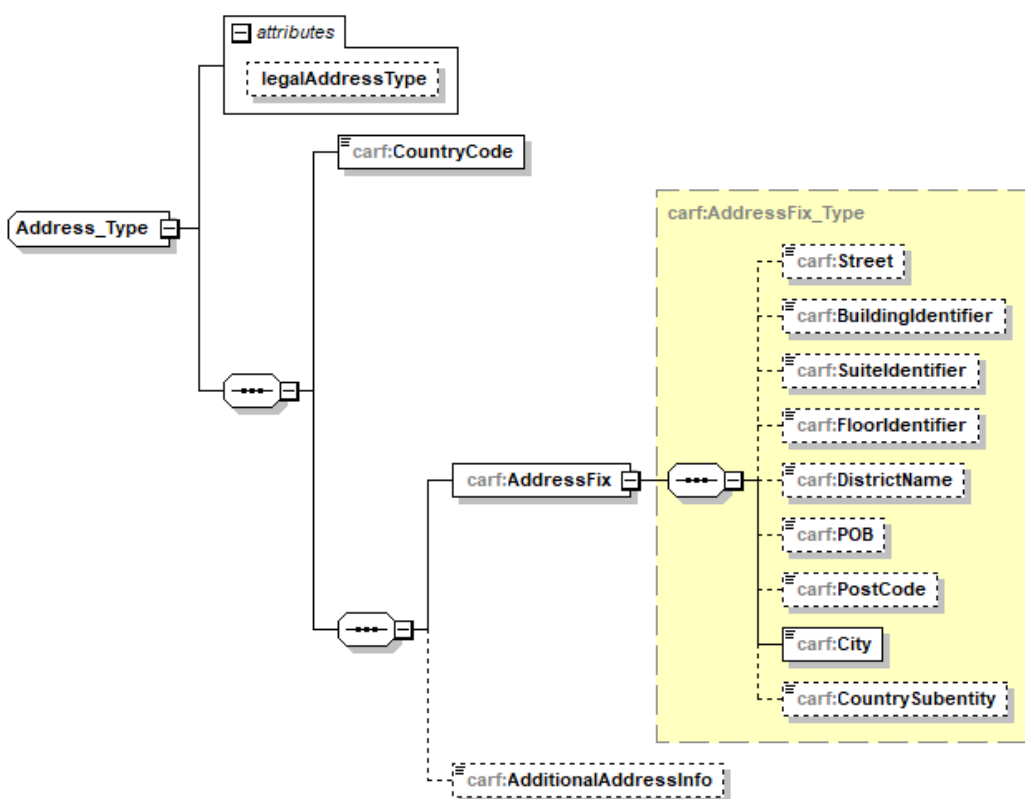 attributes
legalAddressType
carf:CountryCode
Address_Type
carf:AddressFix_Type
carf:Street
carf:BuildingIdentifier
carf:SuiteIdentifier
carf:FloorIdentifier
carf:AddressFix
carf:DistrictName
carf:POB
carf:PostCode
carf:City
carf:CountrySubentity
carf:AdditionalAddressInfo